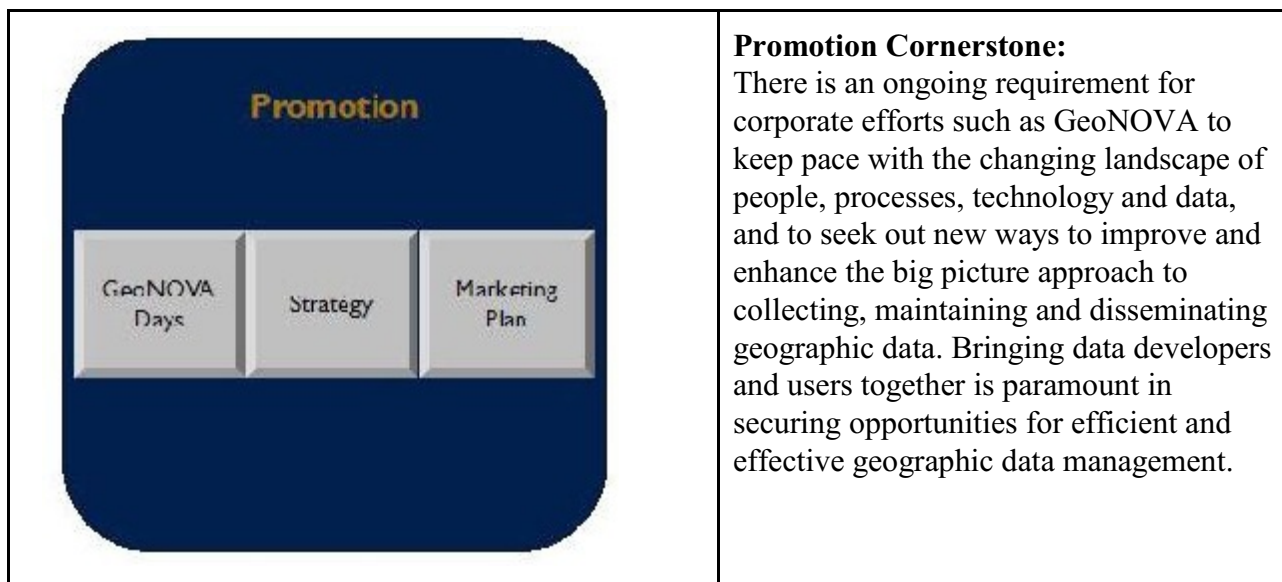 Promotion
GeoNOVA
Days
Strategy
Marketing
Plan
Promotion Cornerstone:
There is an ongoing requirement for
corporate efforts such as GeoNOVA to
keep pace with the changing landscape of
people, processes, technology and data,
and to seek out new ways to improve and
enhance the big picture approach to
collecting, maintaining and disseminating
geographic data. Bringing data developers
and users together is paramount in
securing opportunities for efficient and
effective geographic data management.